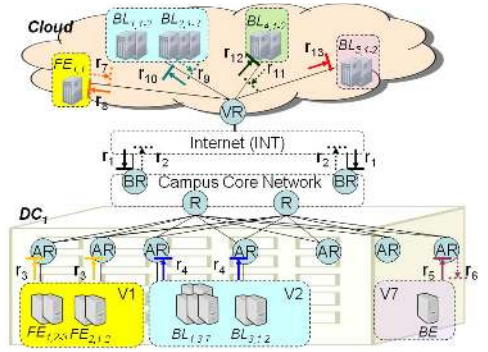 Cloud
BL1,1-2 BL2,1-?
BL4,1-2
BL5,1-2
FE1,1
r7
r8
r10
r9
r12
r11
r13
VR
Internet (INT)
r1
r2
r2
r1
BR
BR
Campus Core Network
R
R
DC1
AR
AR
AR
AR
AR
AR
AR
r3
r3
r4
r4
r5
r6
V1
V2
V7
FE1,2-3
FE2,1-2
BL1,3-7
BL3,1-2
BE